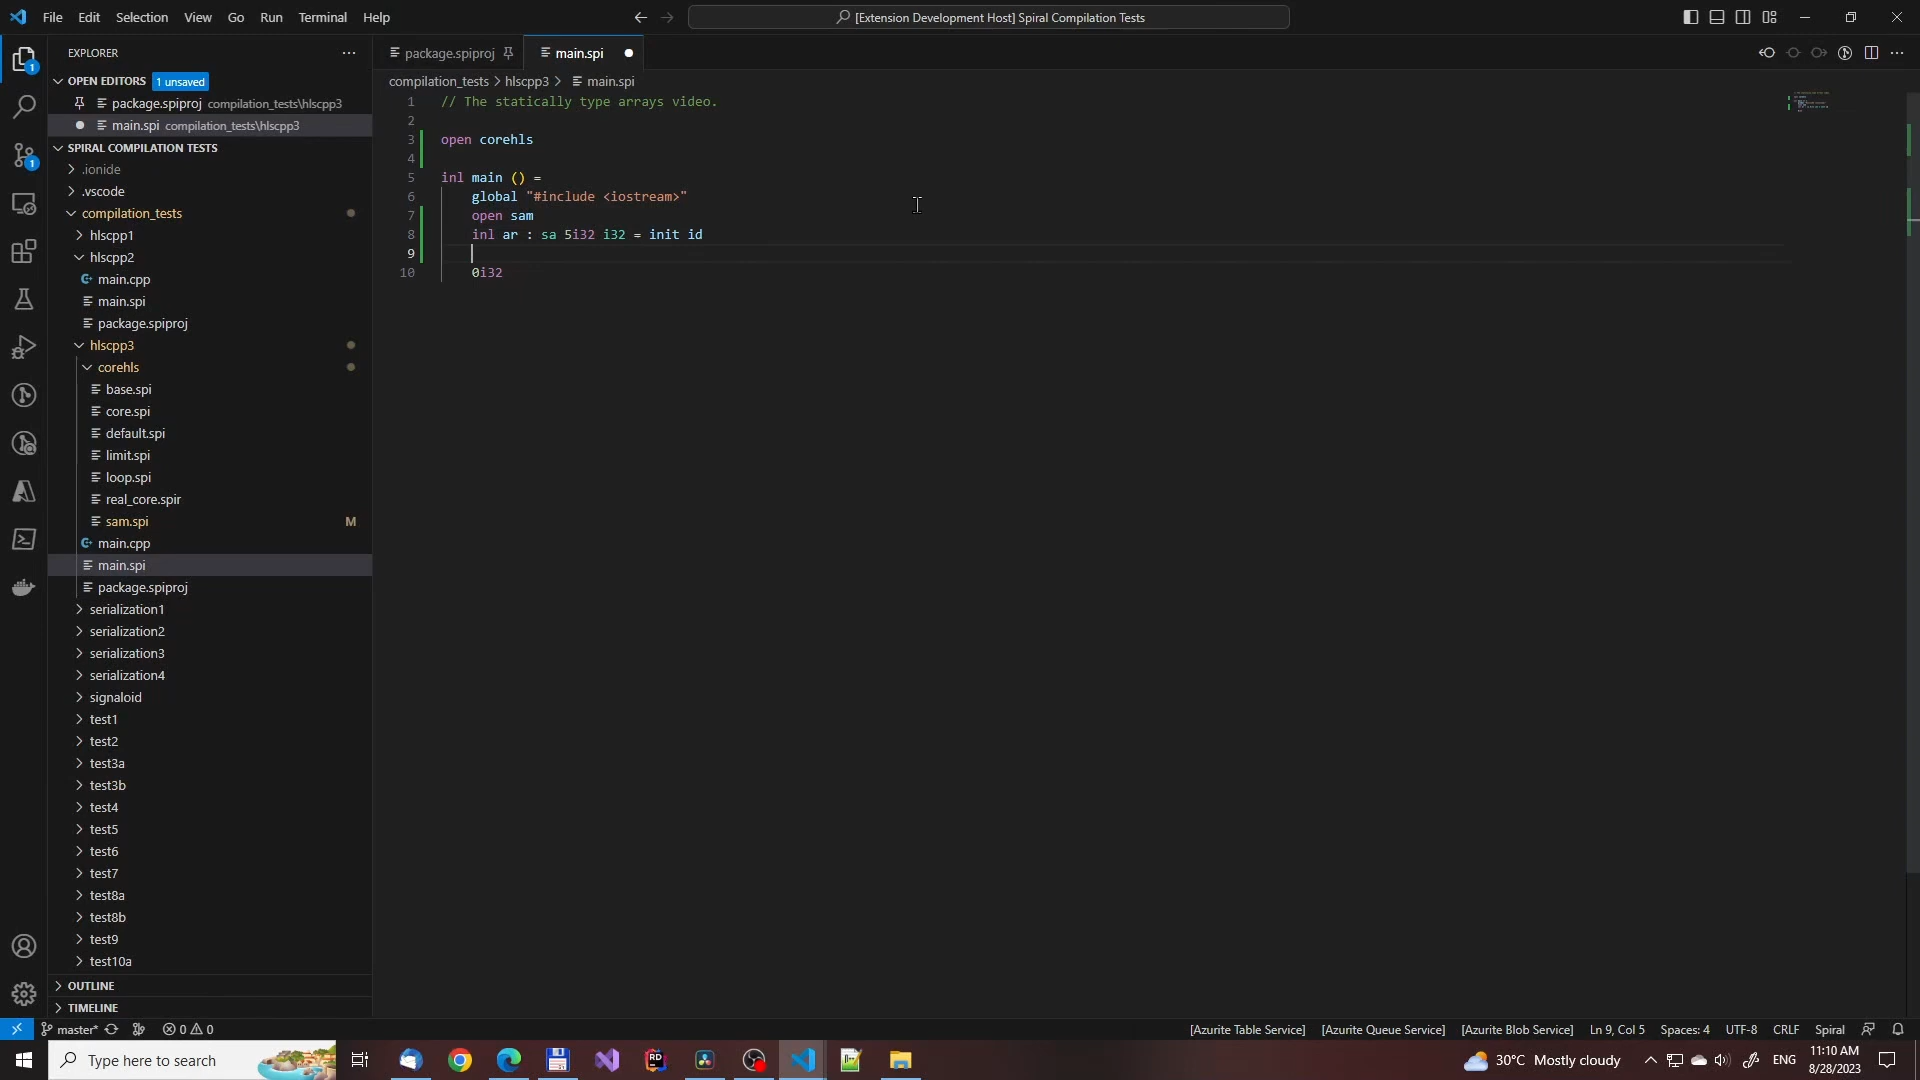 File Edit Selection View Go Run Terminal Help
[Extension Development Host] Spiral Compilation Tests
EXPLORER
OPEN EDITORS 1 unsaved
package.spiproj compilation_tests\hlscpp3
main.spi compilation_tests\hlscpp3
SPIRAL COMPILATION TESTS
.ionide
.vscode
compilation_tests
hlscpp1
hlscpp2
main.cpp
main.spi
package.spiproj
hlscpp3
corehls
base.spi
core.spi
default.spi
limit.spi
loop.spi
real_core.spir
sam.spi M
main.cpp
main.spi
package.spiproj
serialization1
serialization2
serialization3
serialization4
signaloid
test1
test2
test3a
test3b
test4
test5
test6
test7
test8a
test8b
test9
test10a
OUTLINE
TIMELINE
package.spiproj main.spi
compilation_tests > hlscpp3 > main.spi
1 // The statically type arrays video.
2
3 open corehls
4
5 inl main () =
6 global "#include <iostream>"
7 open sam
8 inl ar : sa 5i32 i32 = init id
9
10 0i32
master* 0 0 [Azurite Table Service] [Azurite Queue Service] [Azurite Blob Service] Ln 9, Col 5 Spaces: 4 UTF-8 CRLF Spiral
Type here to search
30°C Mostly cloudy ENG
11:10 AM
8/28/2023
1
1
RD